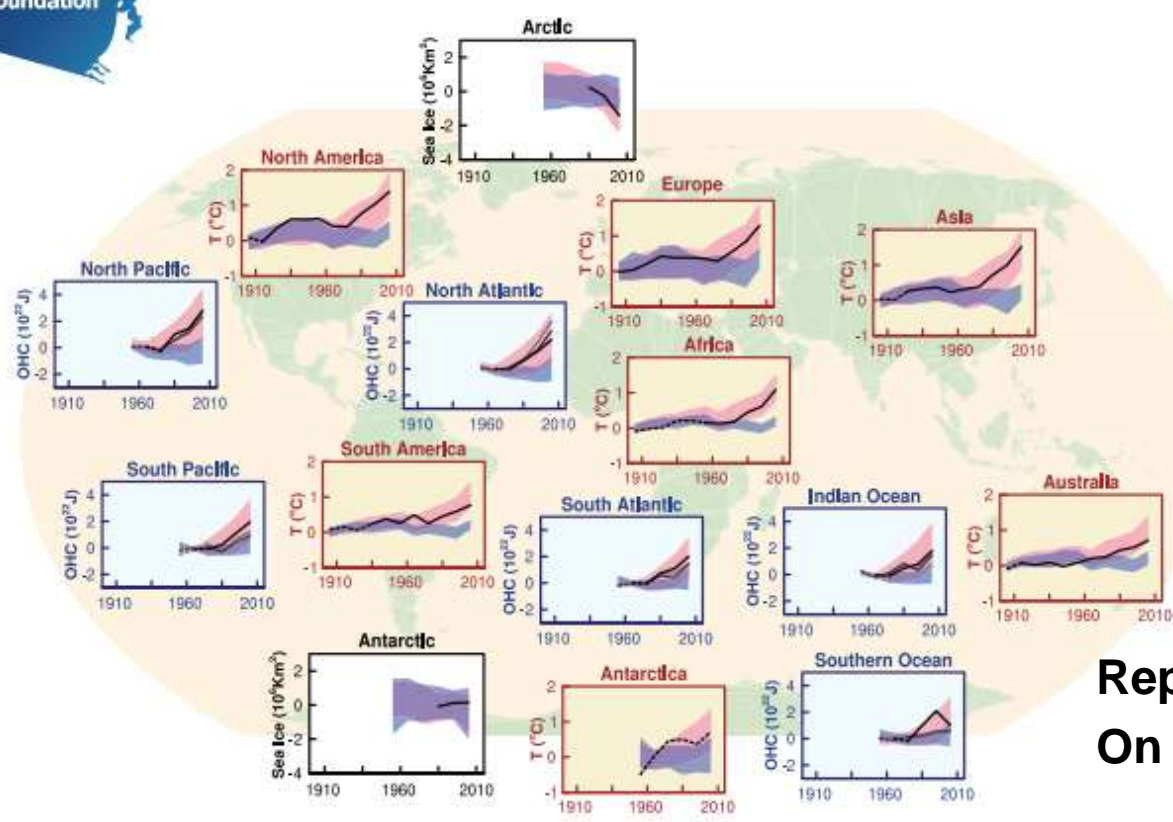 oundation
Arctic
Sea Ice (10⁶Km²)
2
0
-2
-4
1910 1960 2010
North America
T (°C)
2
1
0
-1
1910 1960 2010
Europe
T (°C)
2
1
0
-1
1910 1960 2010
Asia
T (°C)
2
1
0
-1
1910 1960 2010
North Pacific
OHC (10²²J)
4
2
0
-2
1910 1960 2010
North Atlantic
OHC (10²²J)
4
2
0
-2
1910 1960 2010
Africa
T (°C)
2
1
0
-1
1910 1960 2010
South Pacific
OHC (10²²J)
4
2
0
-2
1910 1960 2010
South America
T (°C)
2
1
0
-1
1910 1960 2010
South Atlantic
OHC (10²²J)
4
2
0
-2
1910 1960 2010
Indian Ocean
OHC (10²²J)
4
2
0
-2
1910 1960 2010
Australia
T (°C)
2
1
0
-1
1910 1960 2010
Antarctic
Sea Ice (10⁶Km²)
2
0
-2
-4
1910 1960 2010
Antarctica
T (°C)
2
1
0
-1
1910 1960 2010
Southern Ocean
OHC (10²²J)
4
2
0
-2
1910 1960 2010
Rep
On